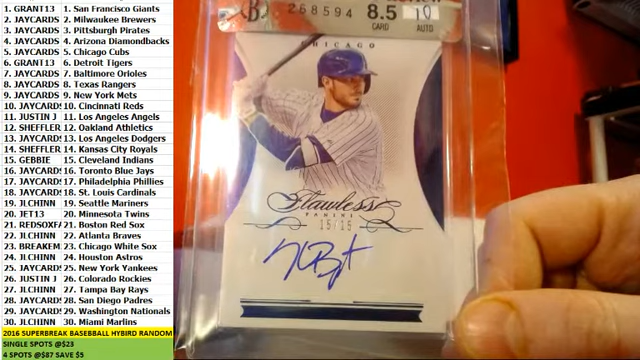 1. GRANT13 1. San Francisco Giants
2. JAYCARDS 2. Milwaukee Brewers
3. JAYCARDS 3. Pittsburgh Pirates
4. JAYCARDS 4. Arizona Diamondbacks
5. JAYCARDS 5. Chicago Cubs
6. GRANT13 6. Detroit Tigers
7. JAYCARDS 7. Baltimore Orioles
8. JAYCARDS 8. Texas Rangers
9. JAYCARDS 9. New York Mets
10. JAYCARDS 10. Cincinnati Reds
11. JUSTIN J 11. Los Angeles Angels
12. SHEFFLER 12. Oakland Athletics
13. JAYCARDS 13. Los Angeles Dodgers
14. SHEFFLER 14. Kansas City Royals
15. GEBBIE 15. Cleveland Indians
16. JAYCARDS 16. Toronto Blue Jays
17. JAYCARDS 17. Philadelphia Phillies
18. JAYCARDS 18. St. Louis Cardinals
19. JLCHINN 19. Seattle Mariners
20. JET13 20. Minnesota Twins
21. REDSOXFA 21. Boston Red Sox
22. JLCHINN 22. Atlanta Braves
23. BREAKEM 23. Chicago White Sox
24. JLCHINN 24. Houston Astros
25. JAYCARDS 25. New York Yankees
26. JUSTIN J 26. Colorado Rockies
27. JLCHINN 27. Tampa Bay Rays
28. JAYCARDS 28. San Diego Padres
29. JAYCARDS 29. Washington Nationals
30. JLCHINN 30. Miami Marlins
2016 SUPERBREAK BASEBALL HYBIRD RANDOM
SINGLE SPOTS @$23
4 SPOTS @$87 SAVE $5
268594 8.5 10
CARD AUTO
CHICAGO
Flawless
PANINI
15/15